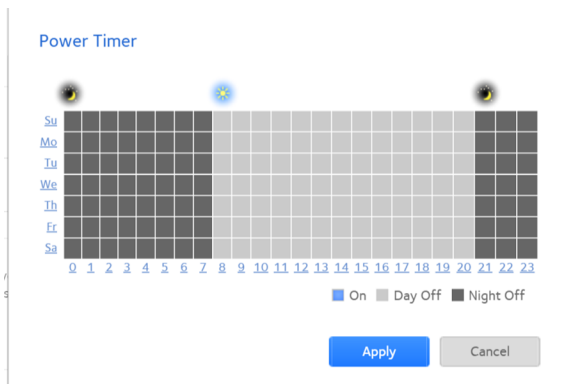 Power Timer
Su
Mo
Tu
We
Th
Fr
Sa
0 1 2 3 4 5 6 7 8 9 10 11 12 13 14 15 16 17 18 19 20 21 22 23
On Day Off Night Off
Apply Cancel